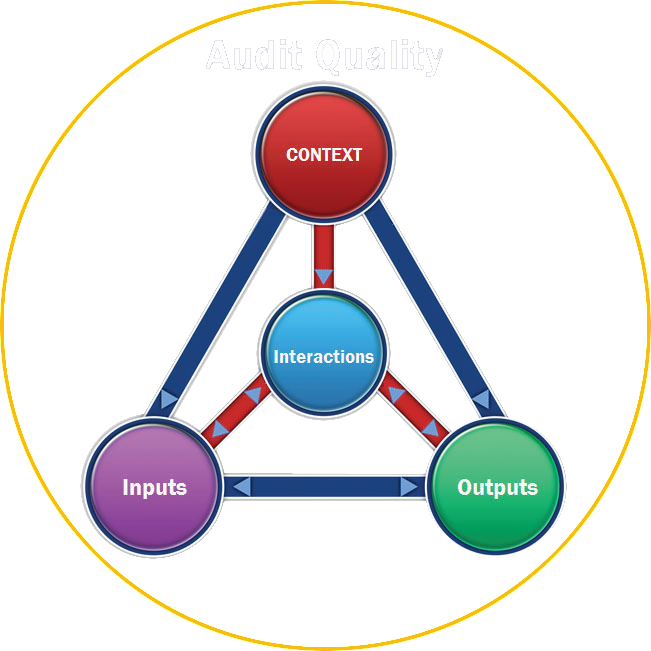 Audit Quality
CONTEXT
Interactions
Inputs
Outputs